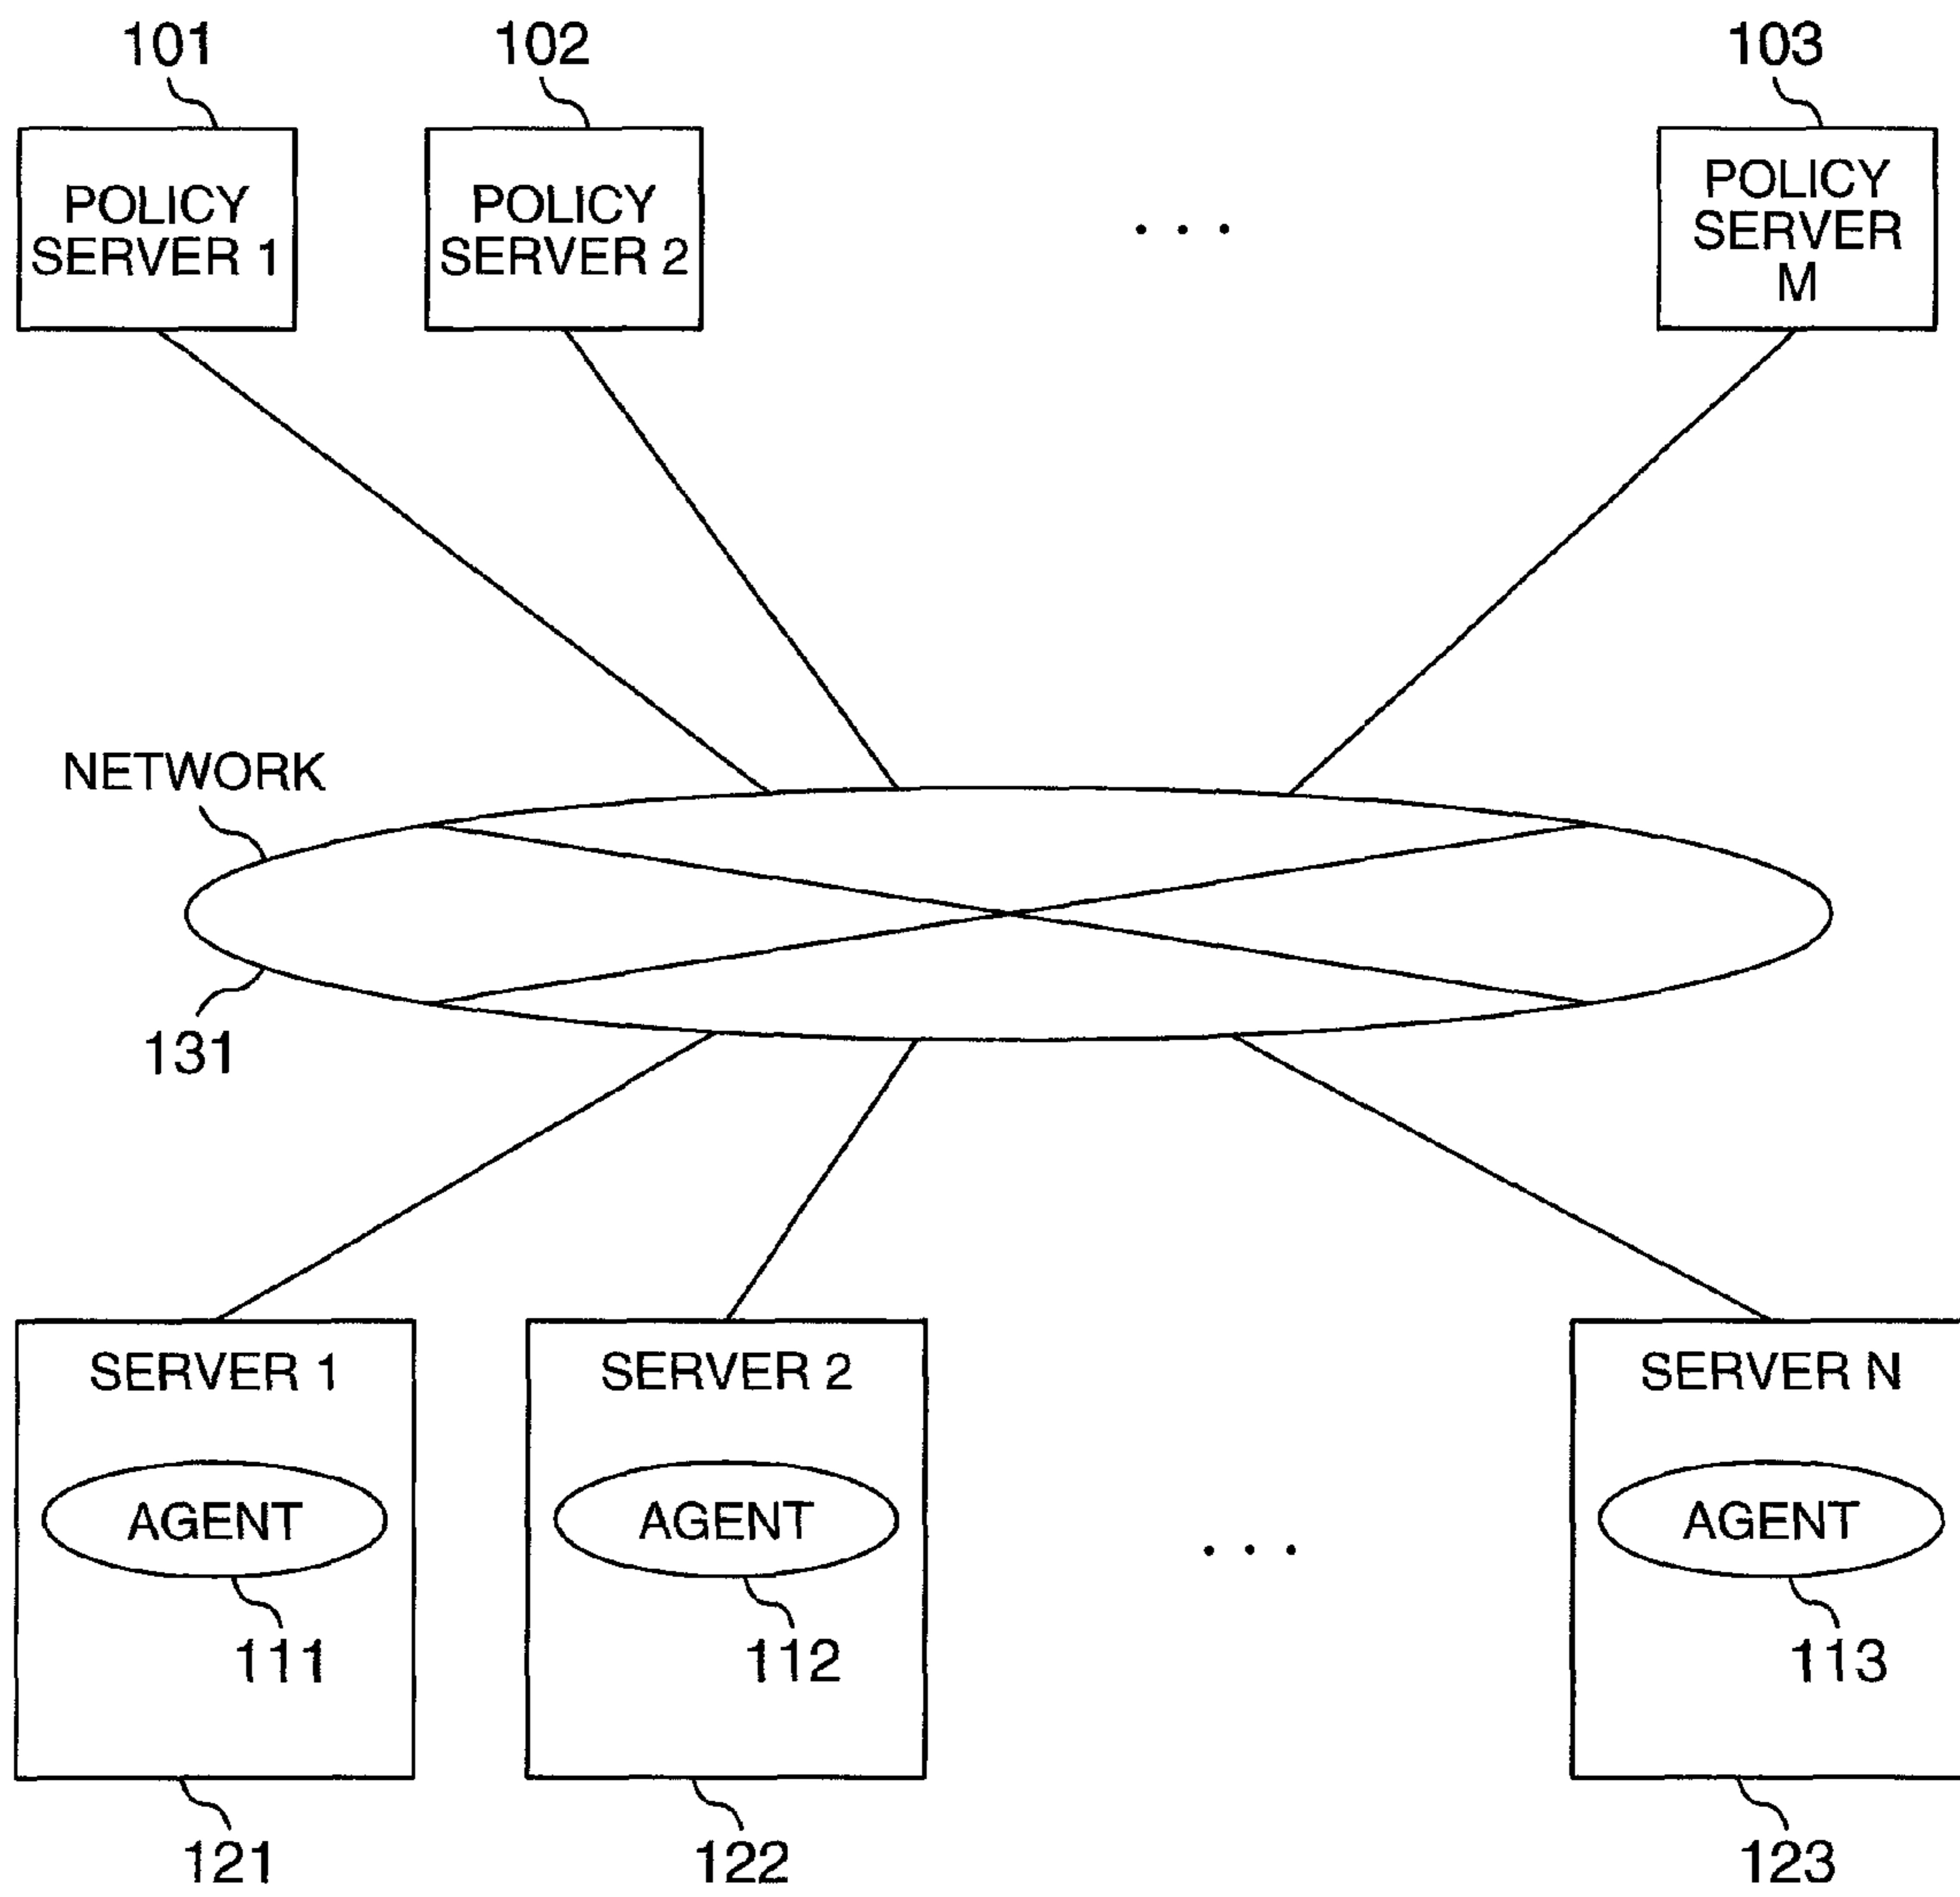 101
102
103
POLICY
SERVER 1
POLICY
SERVER 2
. . .
POLICY
SERVER
M
NETWORK
131
SERVER 1
SERVER 2
SERVER N
AGENT
AGENT
. . .
AGENT
111
112
113
121
122
123